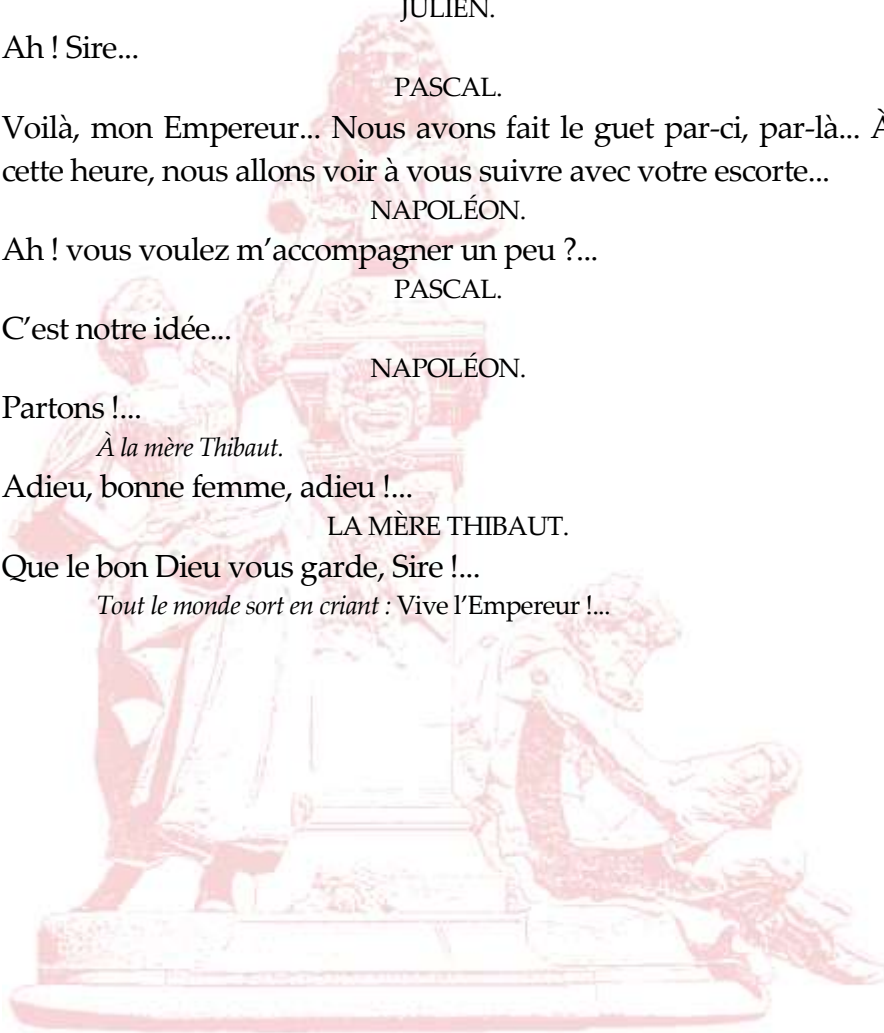 JULIEN.
Ah ! Sire...
PASCAL.
Voilà, mon Empereur... Nous avons fait le guet par-ci, par-là... À
cette heure, nous allons voir à vous suivre avec votre escorte...
NAPOLÉON.
Ah ! vous voulez m’accompagner un peu ?...
PASCAL.
C’est notre idée...
NAPOLÉON.
Partons !...
À la mère Thibaut.
Adieu, bonne femme, adieu !...
LA MÈRE THIBAUT.
Que le bon Dieu vous garde, Sire !...
Tout le monde sort en criant : Vive l’Empereur !...